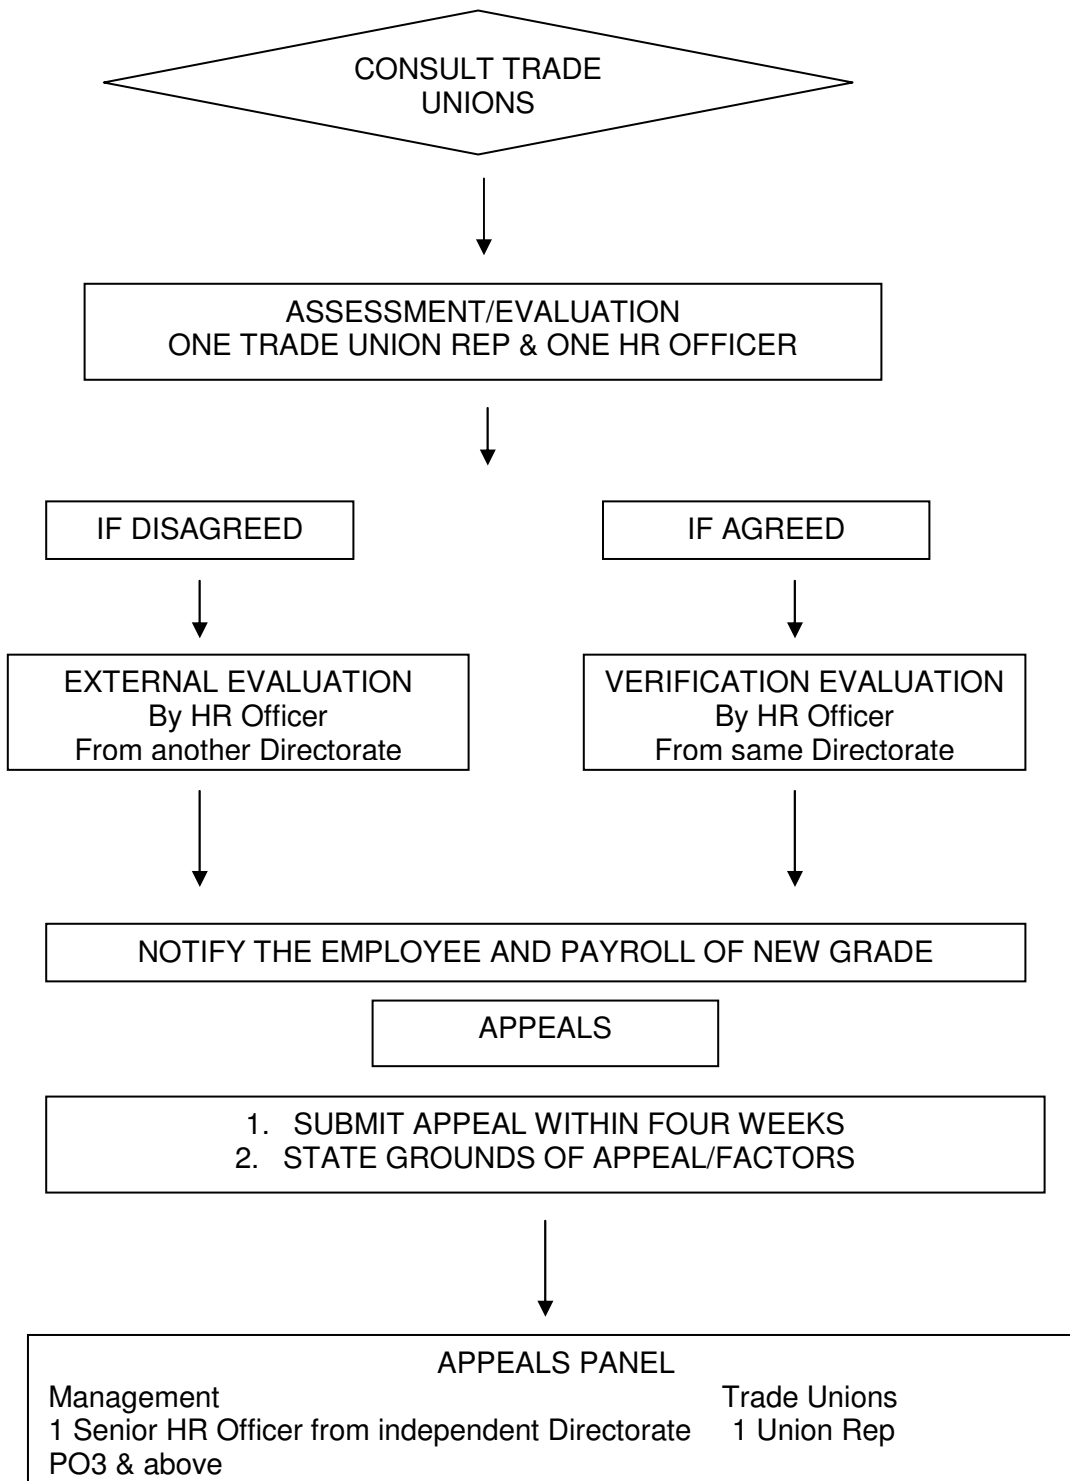 CONSULT TRADE
UNIONS
ASSESSMENT/EVALUATION
ONE TRADE UNION REP & ONE HR OFFICER
IF DISAGREED
IF AGREED
EXTERNAL EVALUATION
By HR Officer
From another Directorate
VERIFICATION EVALUATION
By HR Officer
From same Directorate
NOTIFY THE EMPLOYEE AND PAYROLL OF NEW GRADE
APPEALS
1. SUBMIT APPEAL WITHIN FOUR WEEKS
2. STATE GROUNDS OF APPEAL/FACTORS
APPEALS PANEL
Management Trade Unions
1 Senior HR Officer from independent Directorate 1 Union Rep
PO3 & above